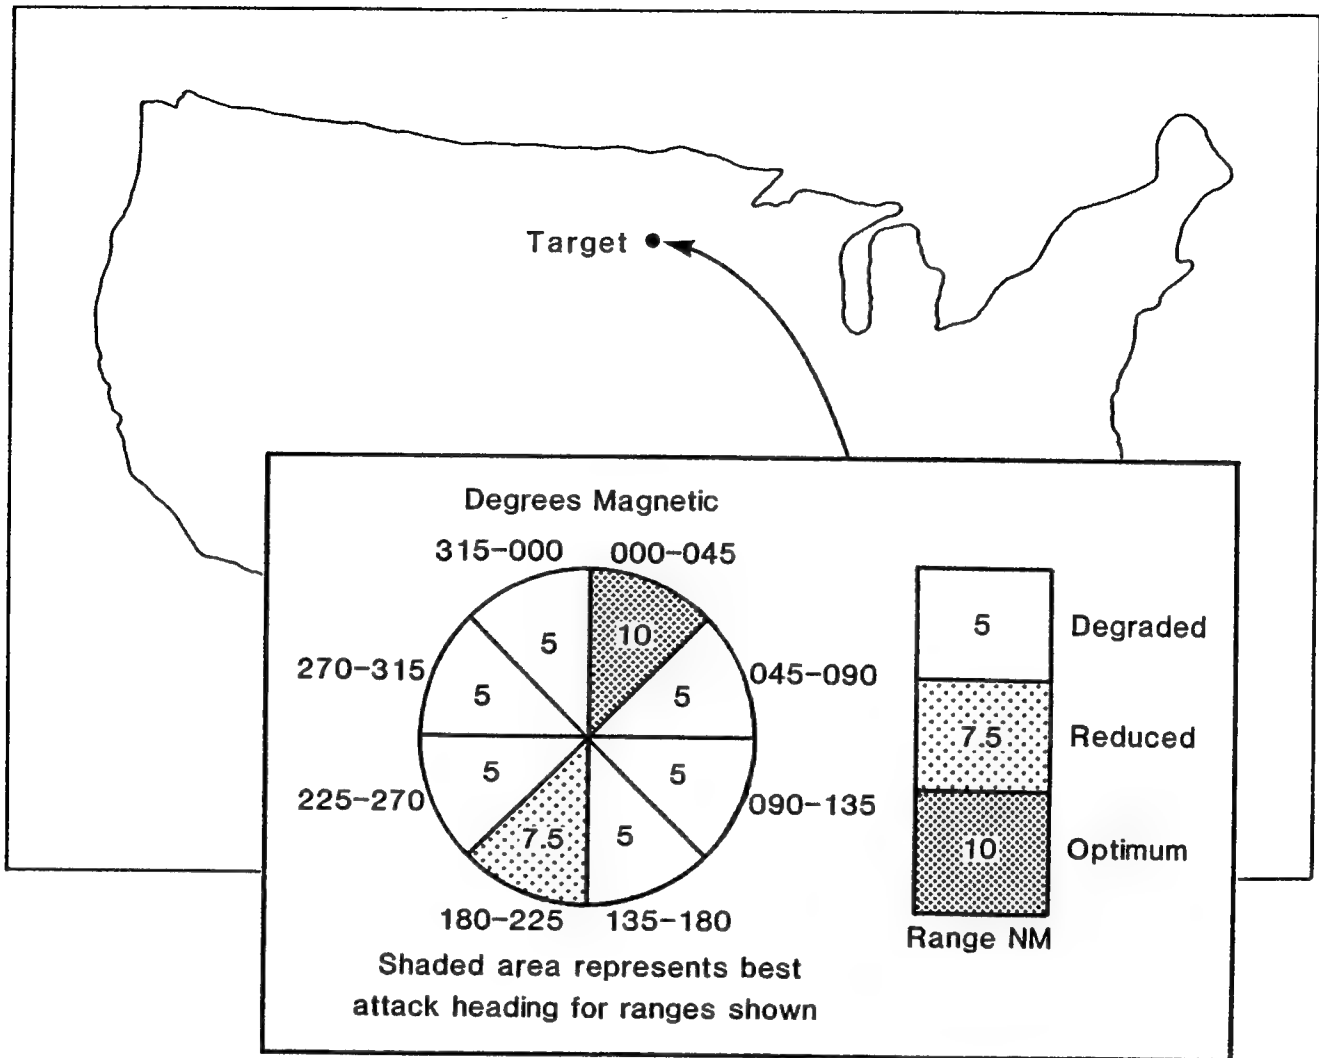 Target
Degrees Magnetic
315-000 000-045
5 10
270-315 045-090
5 5
5 5
225-270 090-135
7.5 5
180-225 135-180
Shaded area represents best
attack heading for ranges shown
5 Degraded
7.5 Reduced
10 Optimum
Range NM